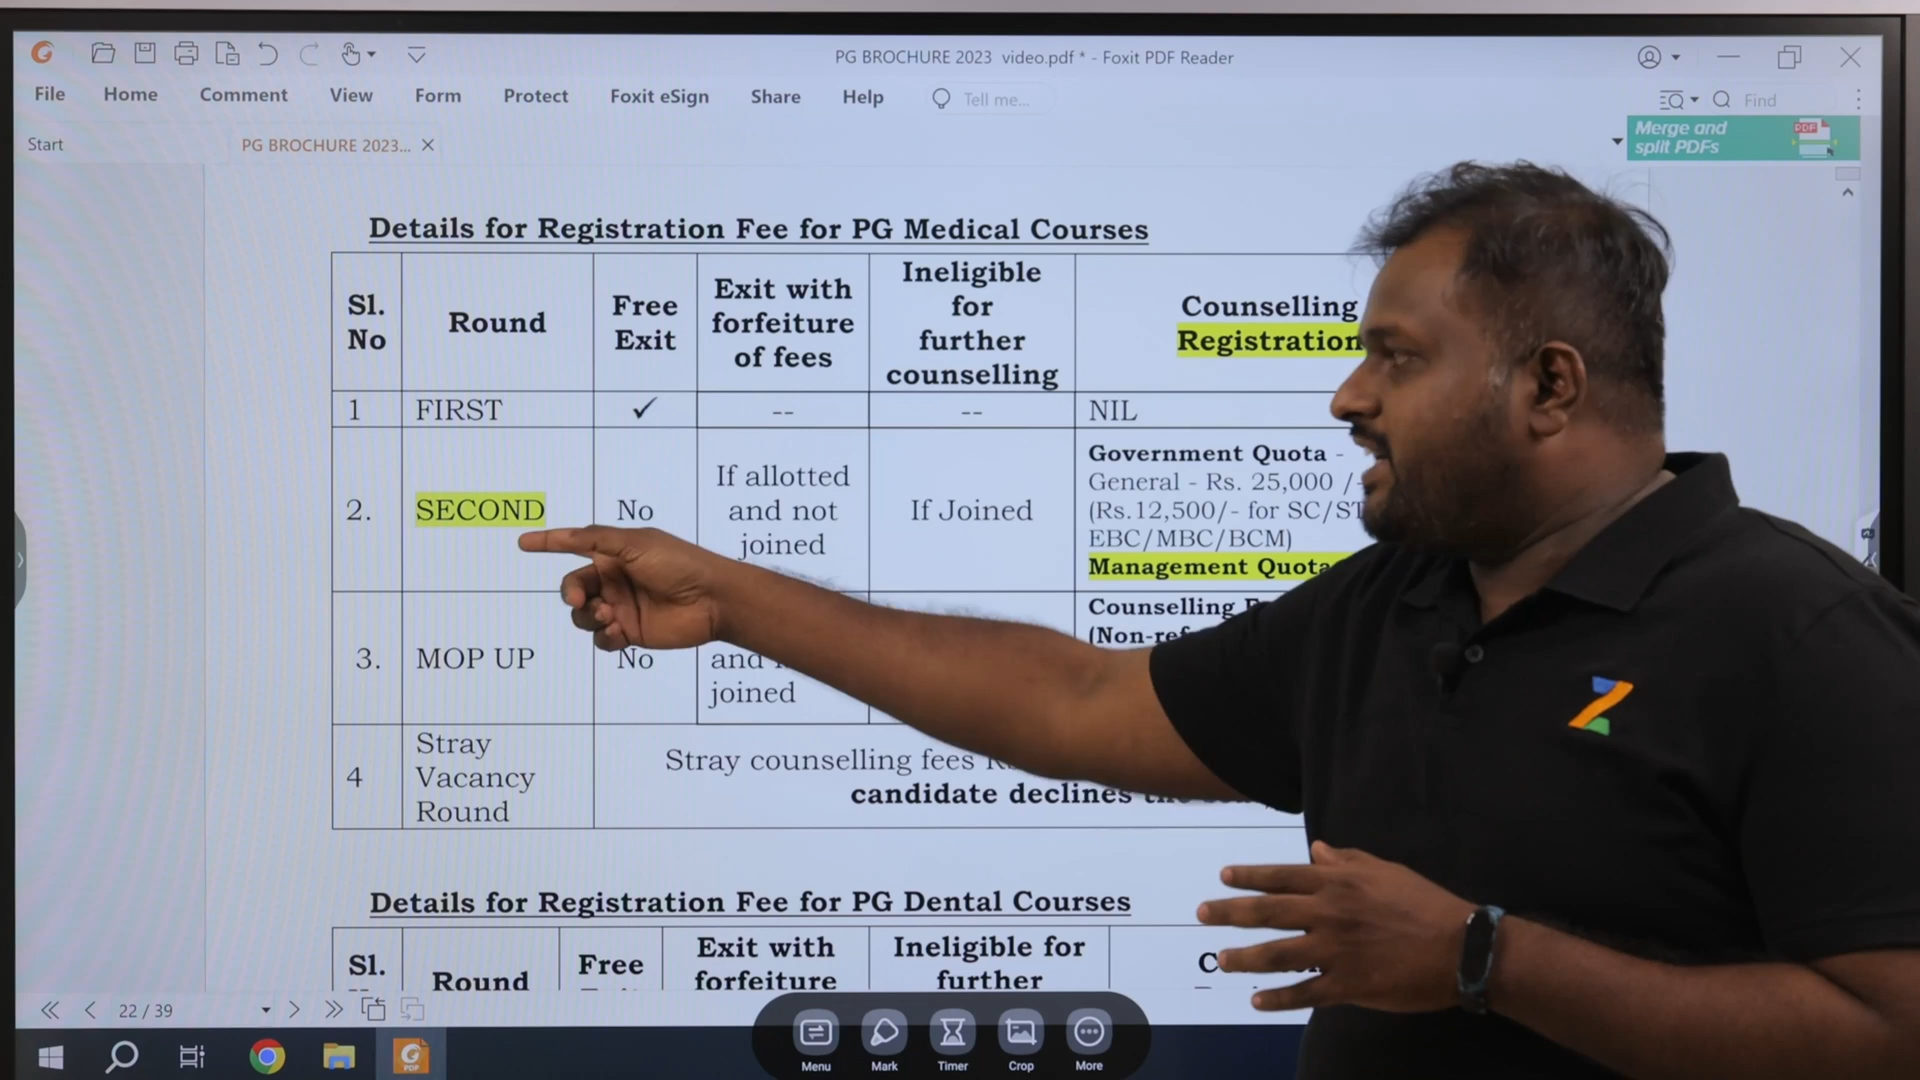 PG BROCHURE 2023 video.pdf * - Foxit PDF Reader
File Home Comment View Form Protect Foxit eSign Share Help Tell me... Find
Start PG BROCHURE 2023...
Merge and
split PDFs
PDF
Details for Registration Fee for PG Medical Courses
Sl.
No
Round
Free
Exit
Exit with
forfeiture
of fees
Ineligible
for
further
counselling
Counselling
Registration
1 FIRST ✓ -- -- NIL
2. SECOND No
If allotted
and not
joined
If Joined
Government Quota -
General - Rs. 25,000 /-
(Rs.12,500/- for SC/ST
EBC/MBC/BCM)
Management Quota
3. MOP UP No
and
joined
Counselling
4
Stray
Vacancy
Round
Stray counselling fees
candidate declines
Details for Registration Fee for PG Dental Courses
Sl.
Round
Free
Exit with
forfeiture
Ineligible for
further
22 / 39
Menu Mark Timer Crop More
PDF